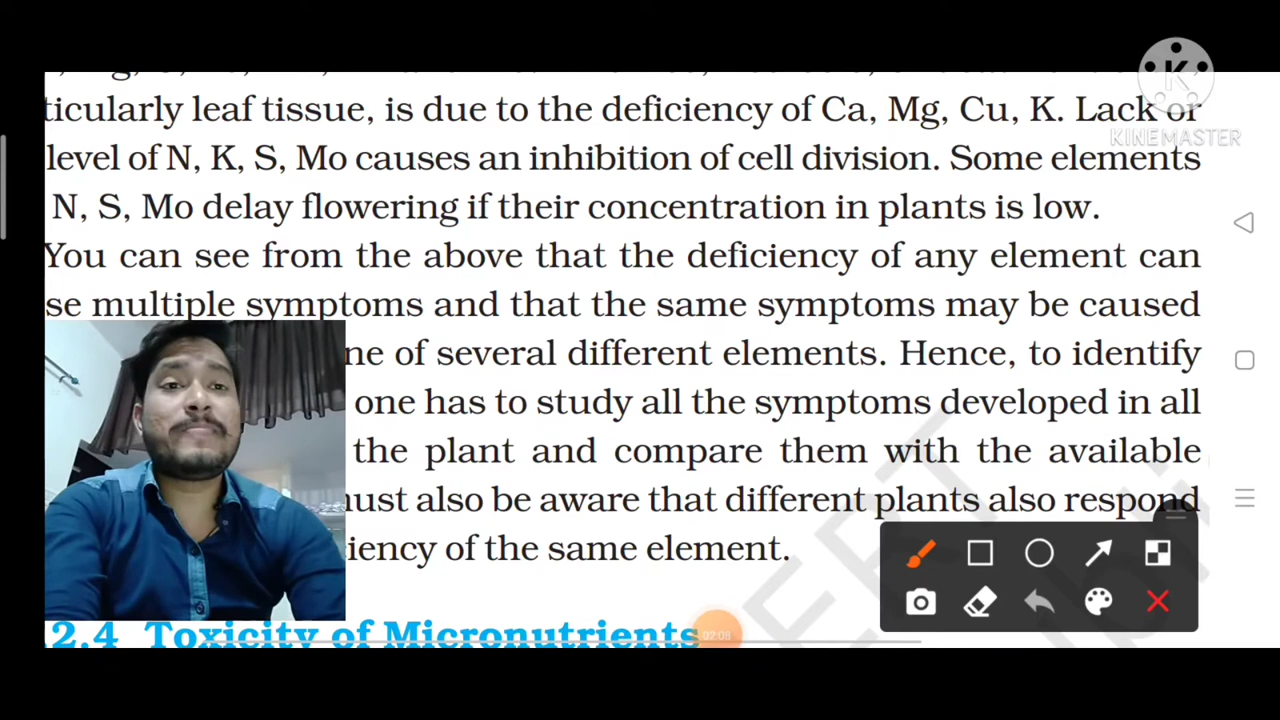 ticularly leaf tissue, is due to the deficiency of Ca, Mg, Cu, K. Lack or
level of N, K, S, Mo causes an inhibition of cell division. Some elements
N, S, Mo delay flowering if their concentration in plants is low.
You can see from the above that the deficiency of any element can
se multiple symptoms and that the same symptoms may be caused
ne of several different elements. Hence, to identify
one has to study all the symptoms developed in all
the plant and compare them with the available
must also be aware that different plants also respond
iency of the same element.
2.4 Toxicity of Micronutrients
02:08
K
KINEMASTER